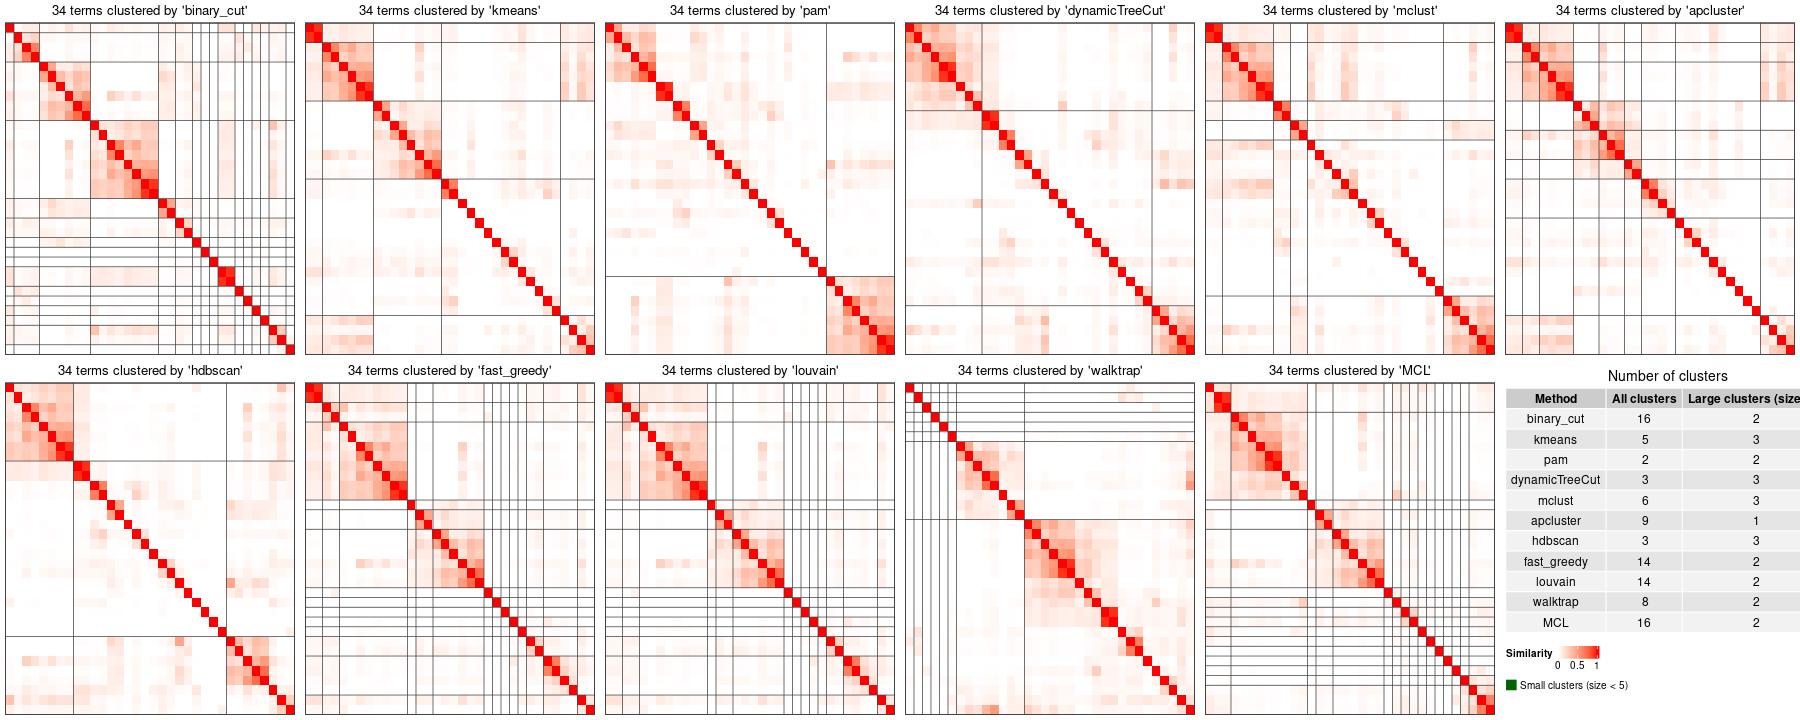 34 terms clustered by 'binary_cut'
34 terms clustered by 'kmeans'
34 terms clustered by 'pam'
34 terms clustered by 'dynamicTreeCut'
34 terms clustered by 'mclust'
34 terms clustered by 'apcluster'
34 terms clustered by 'hdbscan'
34 terms clustered by 'fast_greedy'
34 terms clustered by 'louvain'
34 terms clustered by 'walktrap'
34 terms clustered by 'MCL'
Number of clusters
Method All clusters Large clusters (size
binary_cut 16 2
kmeans 5 3
pam 2 2
dynamicTreeCut 3 3
mclust 6 3
apcluster 9 1
hdbscan 3 3
fast_greedy 14 2
louvain 14 2
walktrap 8 2
MCL 16 2
Similarity
0 0.5 1
Small clusters (size < 5)